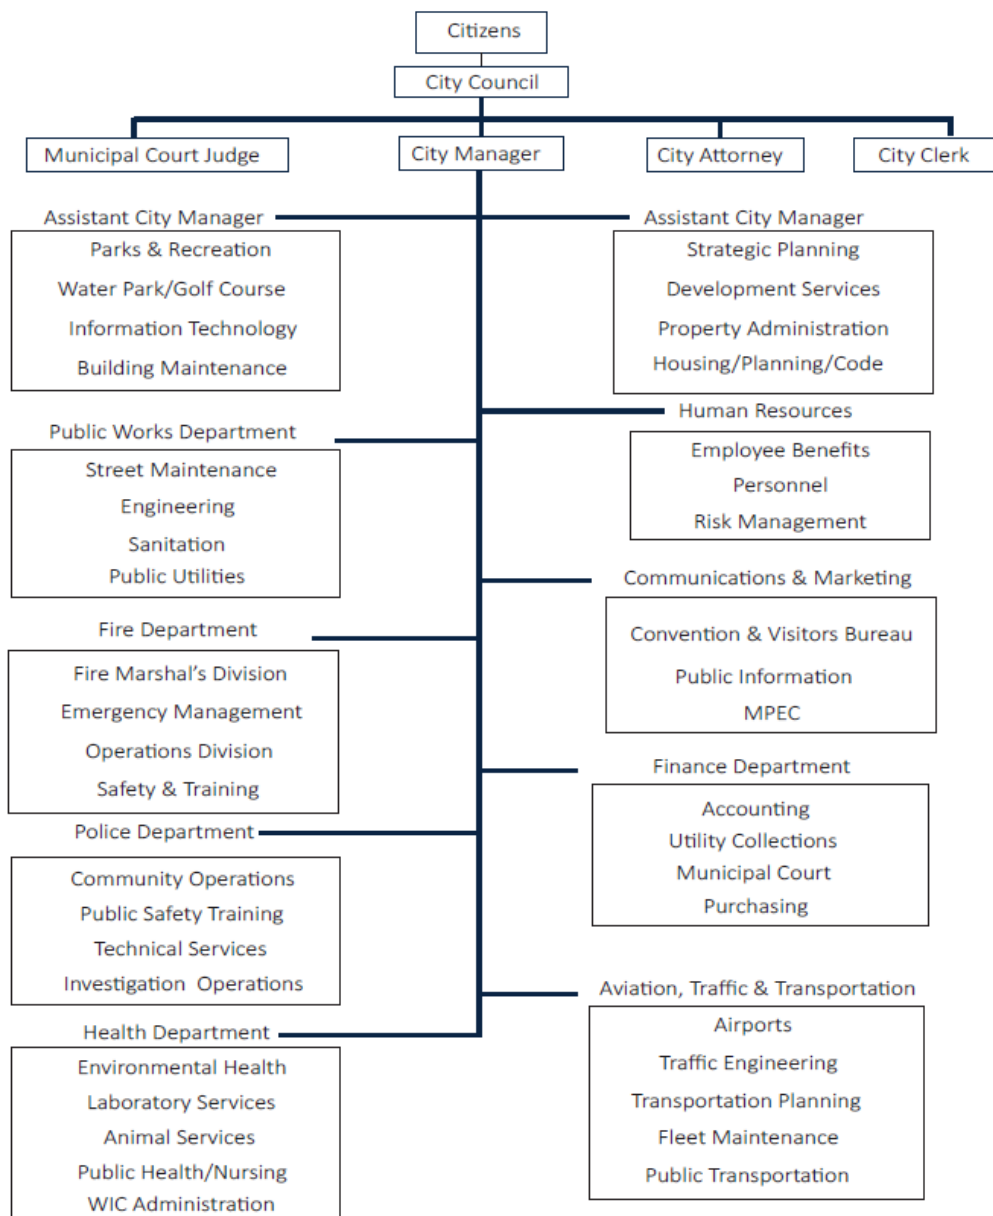 Citizens
City Council
Municipal Court Judge
City Manager
City Attorney
City Clerk
Assistant City Manager
Parks & Recreation
Water Park/Golf Course
Information Technology
Building Maintenance
Public Works Department
Street Maintenance
Engineering
Sanitation
Public Utilities
Fire Department
Fire Marshal’s Division
Emergency Management
Operations Division
Safety & Training
Police Department
Community Operations
Public Safety Training
Technical Services
Investigation Operations
Health Department
Environmental Health
Laboratory Services
Animal Services
Public Health/Nursing
WIC Administration
Assistant City Manager
Strategic Planning
Development Services
Property Administration
Housing/Planning/Code
Human Resources
Employee Benefits
Personnel
Risk Management
Communications & Marketing
Convention & Visitors Bureau
Public Information
MPEC
Finance Department
Accounting
Utility Collections
Municipal Court
Purchasing
Aviation, Traffic & Transportation
Airports
Traffic Engineering
Transportation Planning
Fleet Maintenance
Public Transportation